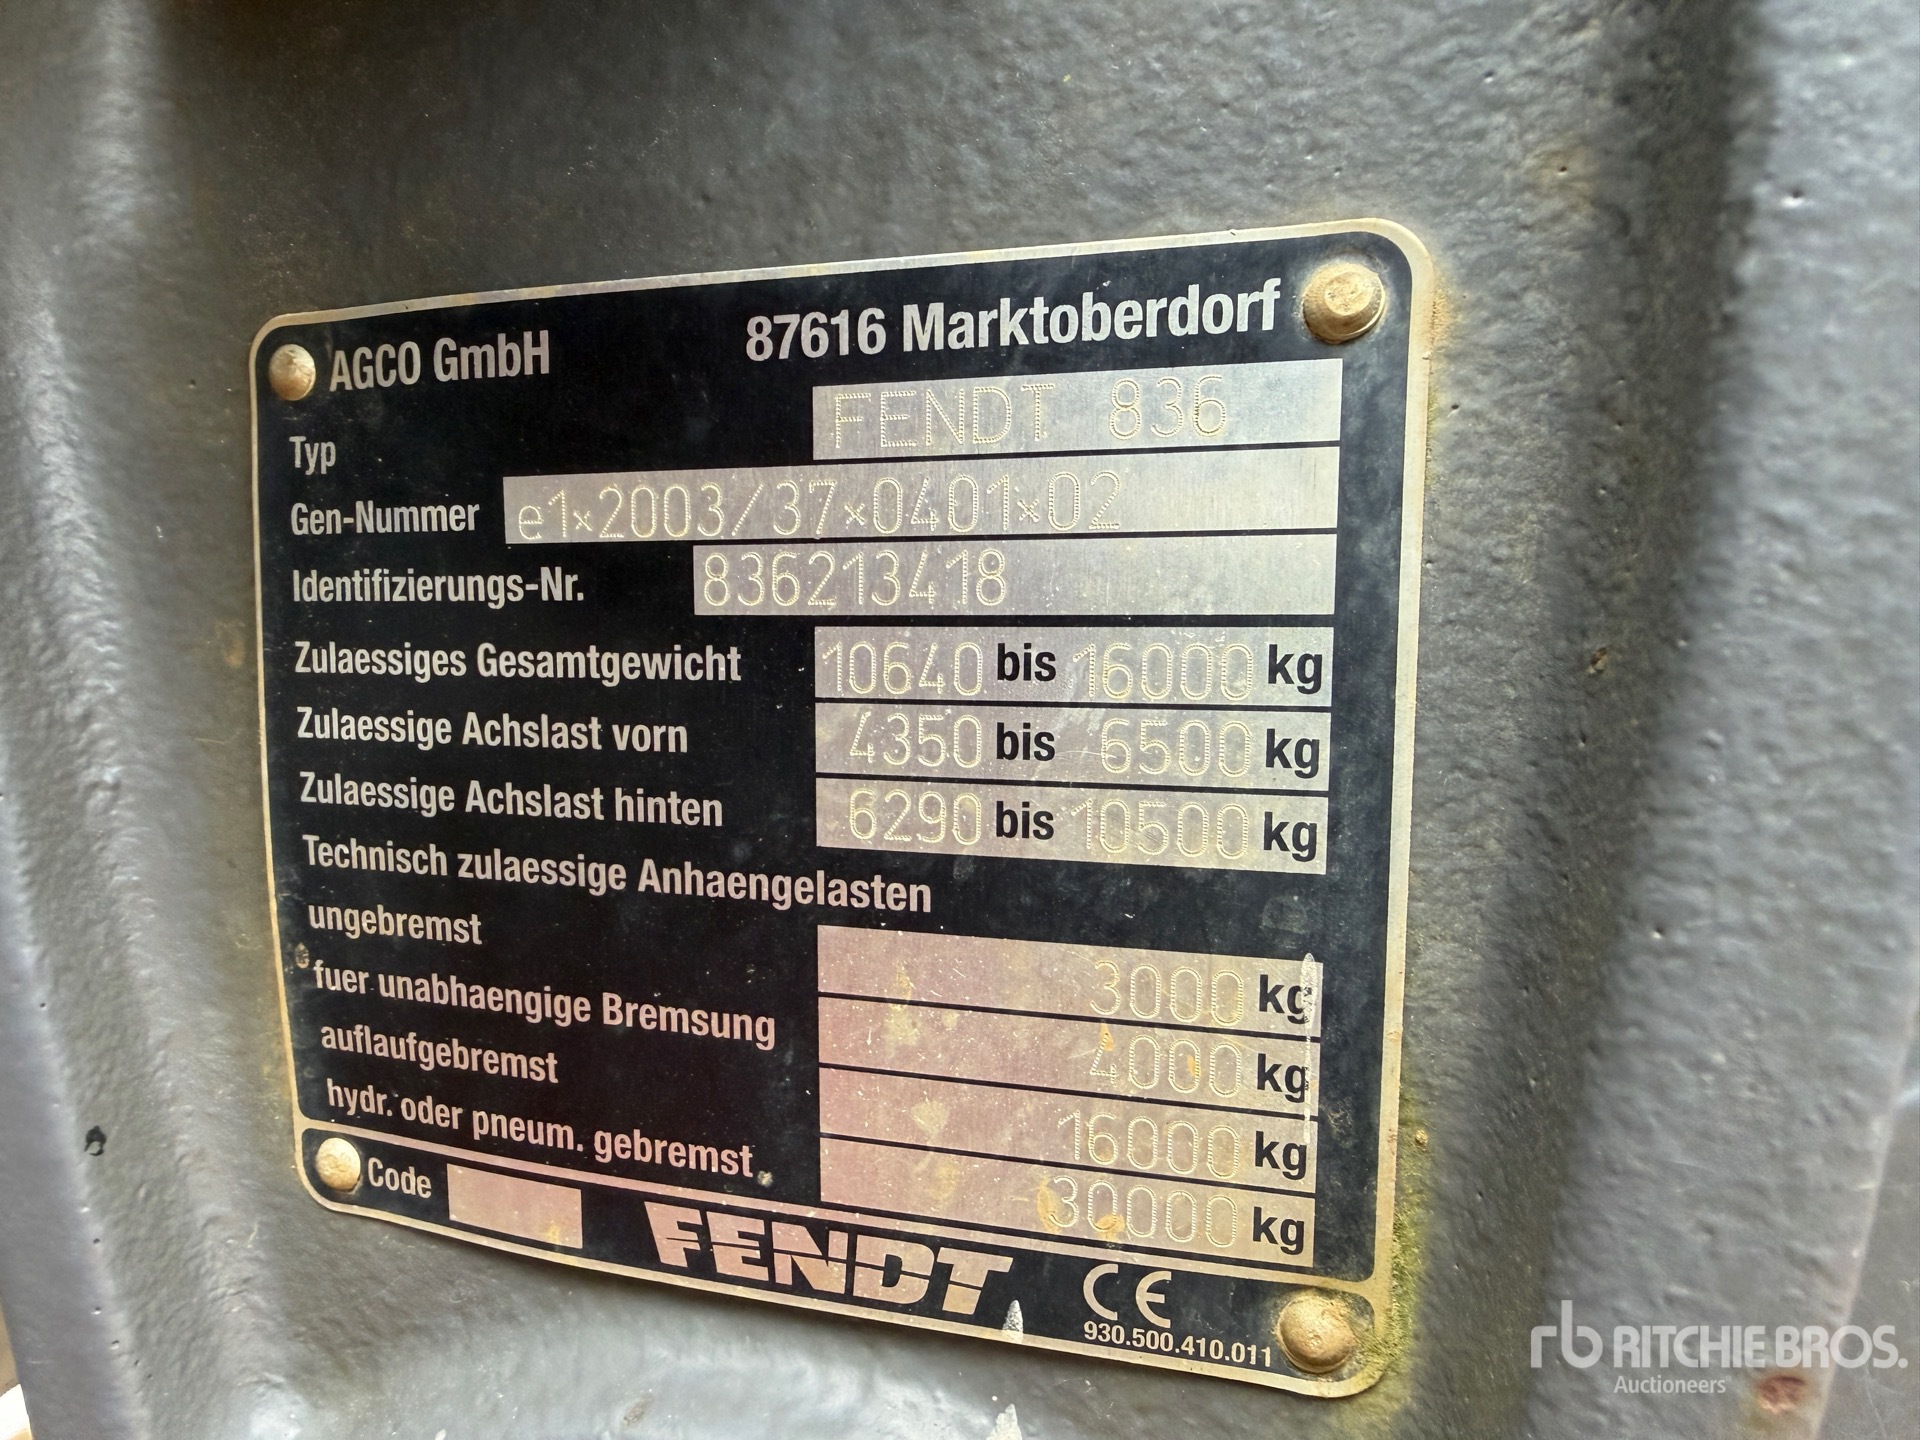 AGCO GmbH 87616 Marktoberdorf
Typ FENDT 836
Gen-Nummer e1×2003/37×0401×02
Identifizierungs-Nr. 836213418
Zulaessiges Gesamtgewicht 10640 bis 16000 kg
Zulaessige Achslast vorn 4350 bis 6500 kg
Zulaessige Achslast hinten 6290 bis 10500 kg
Technisch zulaessige Anhaengelasten
ungebremst 3000 kg
fuer unabhaengige Bremsung 4000 kg
auflaufgebremst 16000 kg
hydr. oder pneum. gebremst 30000 kg
Code FENDT CE
930.500.410.011
rb RITCHIE BROS.
Auctioneers